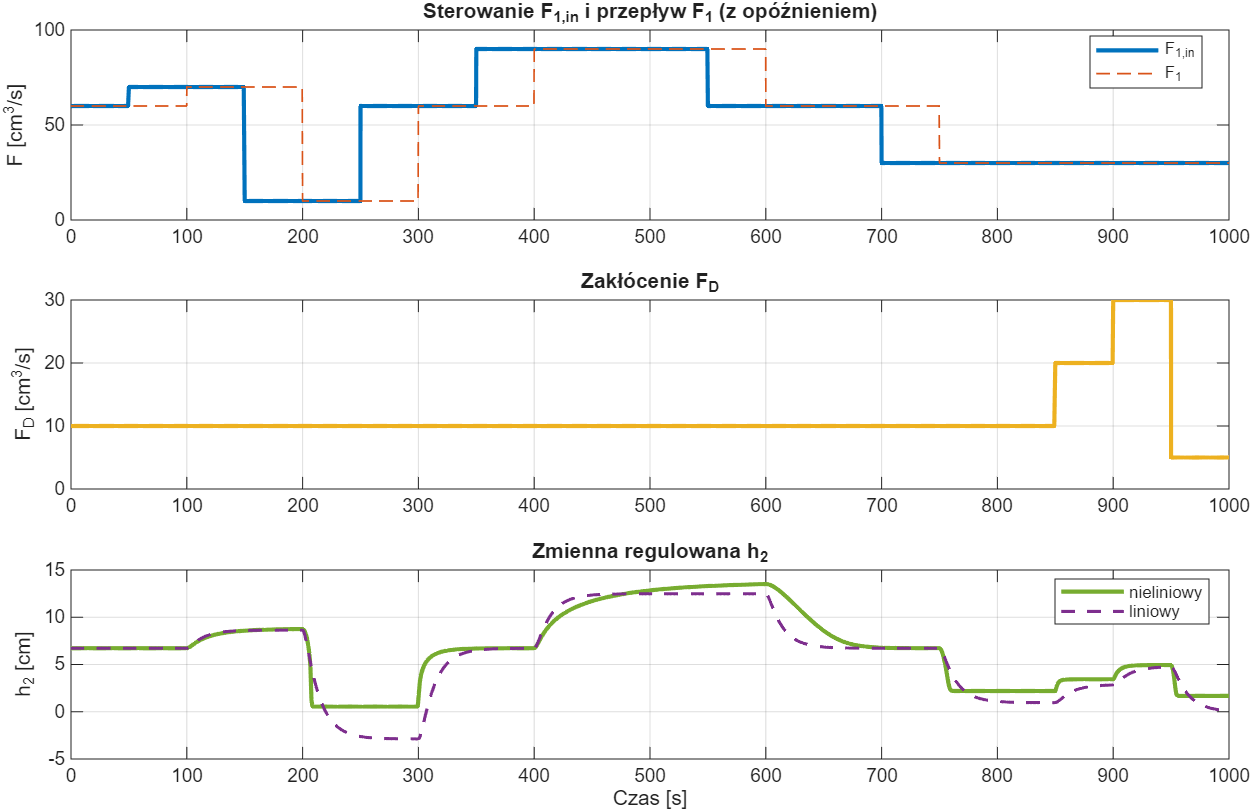 Sterowanie F1,in i przepływ F1 (z opóźnieniem)
F [cm3/s]
100
50
0
F1,in
F1
0 100 200 300 400 500 600 700 800 900 1000
Zakłócenie FD
FD [cm3/s]
30
20
10
0
0 100 200 300 400 500 600 700 800 900 1000
Zmienna regulowana h2
h2 [cm]
15
10
5
0
-5
nieliniowy
liniowy
0 100 200 300 400 500 600 700 800 900 1000
Czas [s]